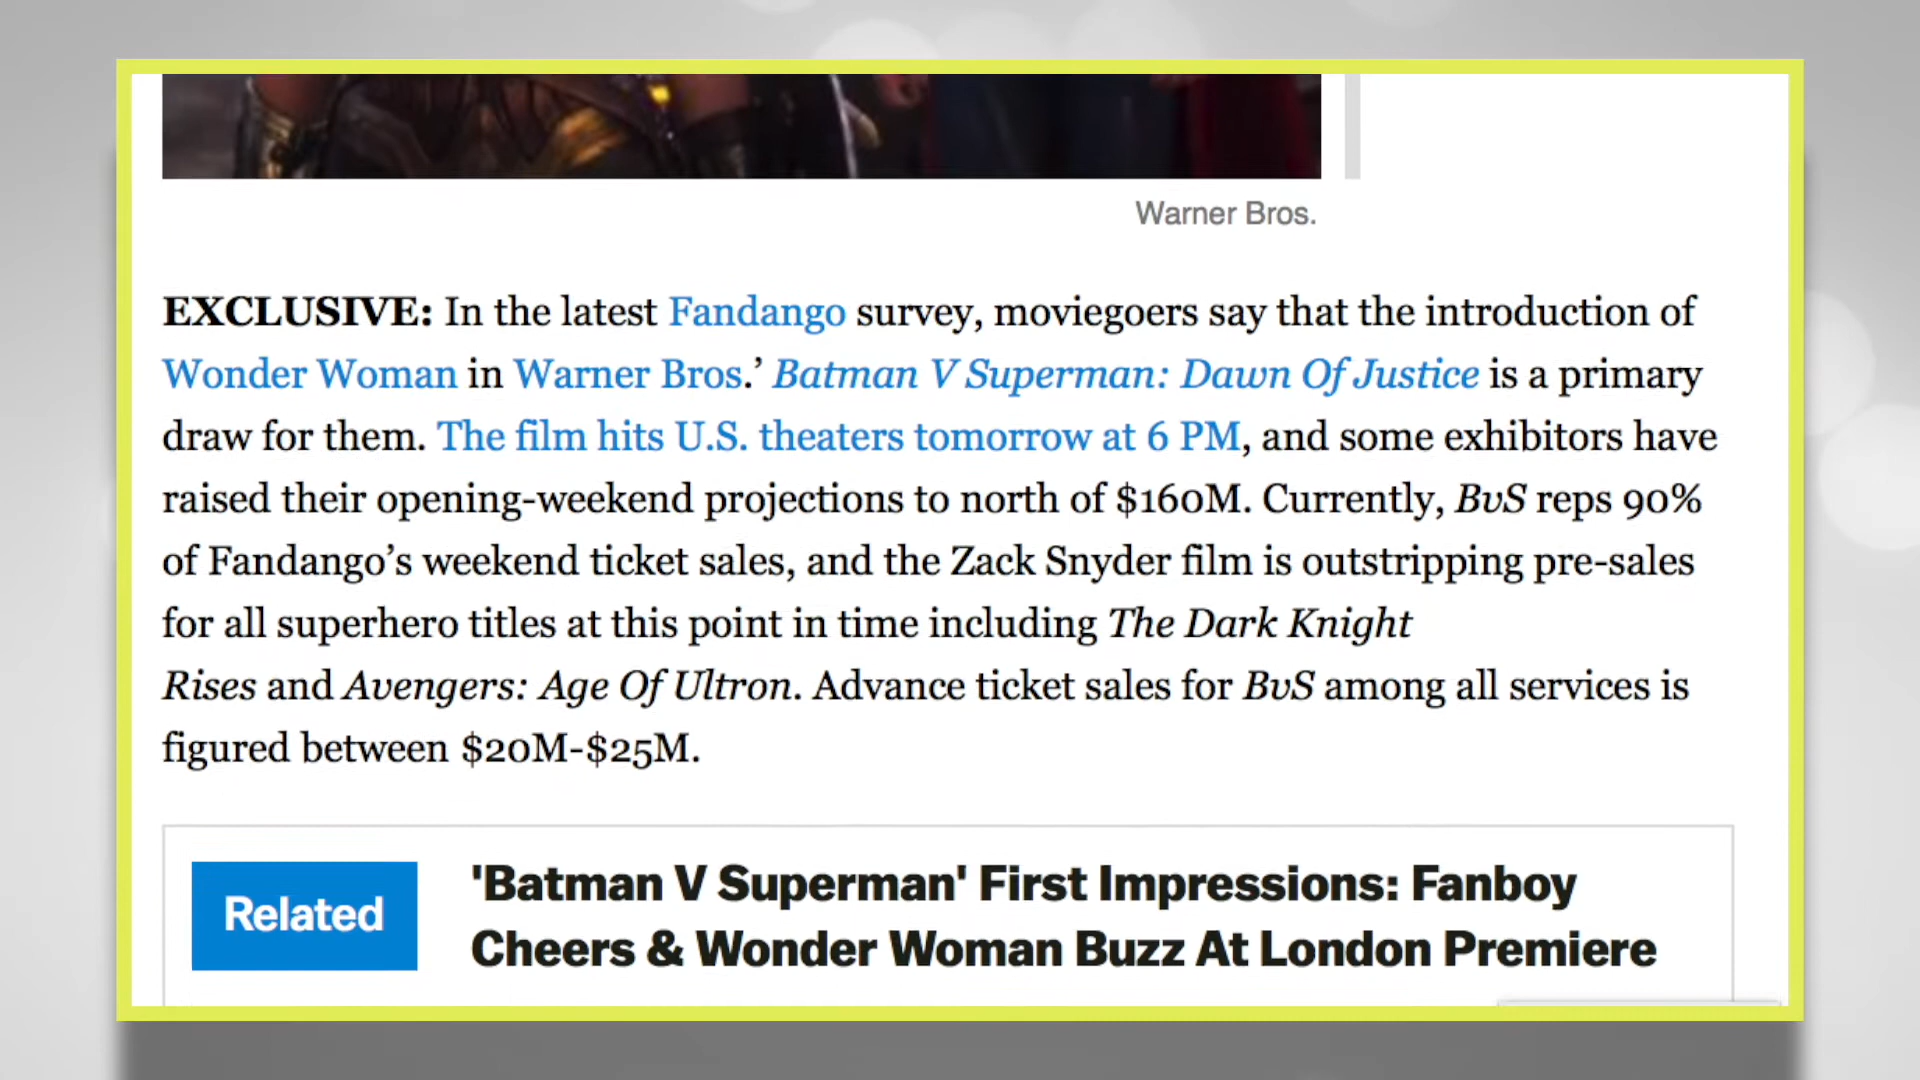 Warner Bros.
EXCLUSIVE: In the latest Fandango survey, moviegoers say that the introduction of
Wonder Woman in Warner Bros.’ Batman V Superman: Dawn Of Justice is a primary
draw for them. The film hits U.S. theaters tomorrow at 6 PM, and some exhibitors have
raised their opening-weekend projections to north of $160M. Currently, BvS reps 90%
of Fandango’s weekend ticket sales, and the Zack Snyder film is outstripping pre-sales
for all superhero titles at this point in time including The Dark Knight
Rises and Avengers: Age Of Ultron. Advance ticket sales for BvS among all services is
figured between $20M-$25M.
Related
'Batman V Superman' First Impressions: Fanboy
Cheers & Wonder Woman Buzz At London Premiere